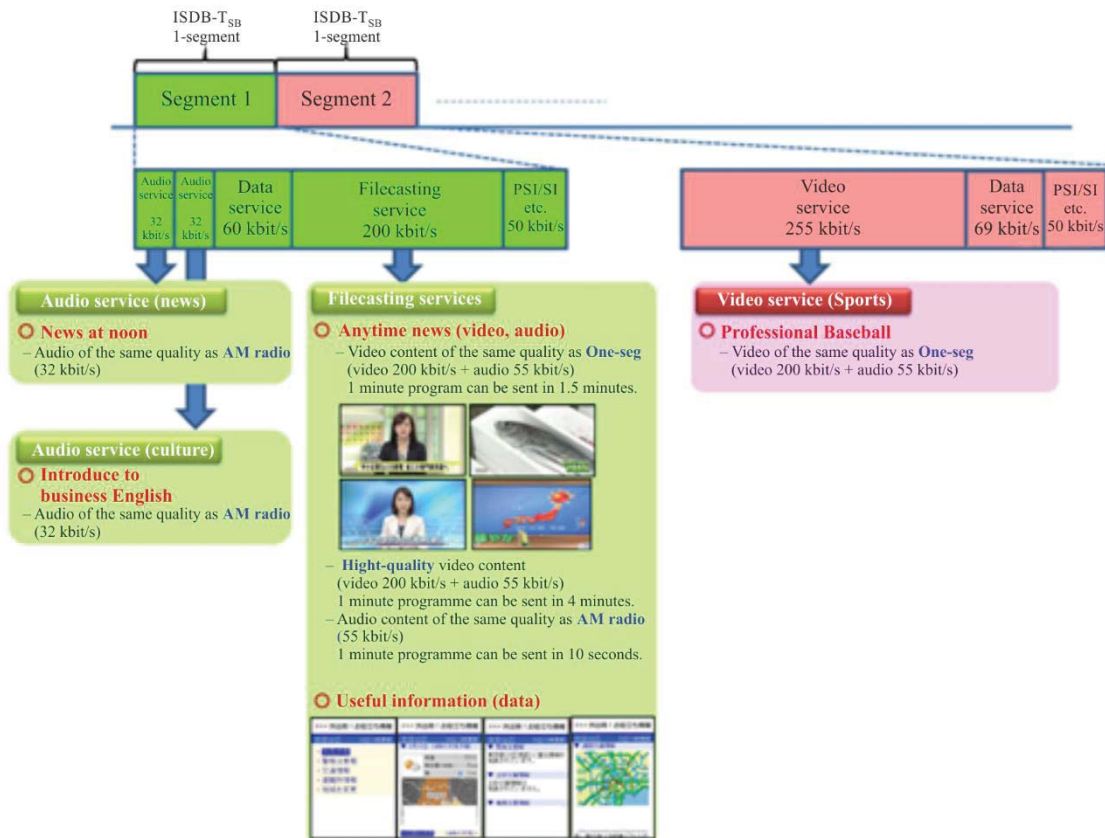 ISDB-TSB
1-segment
ISDB-TSB
1-segment
Segment 1
Segment 2
Audio
service
32
kbit/s
Audio
service
32
kbit/s
Data
service
60 kbit/s
Filecasting
service
200 kbit/s
PSI/SI
etc.
50 kbit/s
Video
service
255 kbit/s
Data
service
69 kbit/s
PSI/SI
etc.
50 kbit/s
Audio service (news)
News at noon
– Audio of the same quality as AM radio
(32 kbit/s)
Audio service (culture)
Introduce to
business English
– Audio of the same quality as AM radio
(32 kbit/s)
Filecasting services
Anytime news (video, audio)
– Video content of the same quality as One-seg
(video 200 kbit/s + audio 55 kbit/s)
1 minute program can be sent in 1.5 minutes.
– Hight-quality video content
(video 200 kbit/s + audio 55 kbit/s)
1 minute programme can be sent in 4 minutes.
– Audio content of the same quality as AM radio
(55 kbit/s)
1 minute programme can be sent in 10 seconds.
Useful information (data)
Video service (Sports)
Professional Baseball
– Video of the same quality as One-seg
(video 200 kbit/s + audio 55 kbit/s)